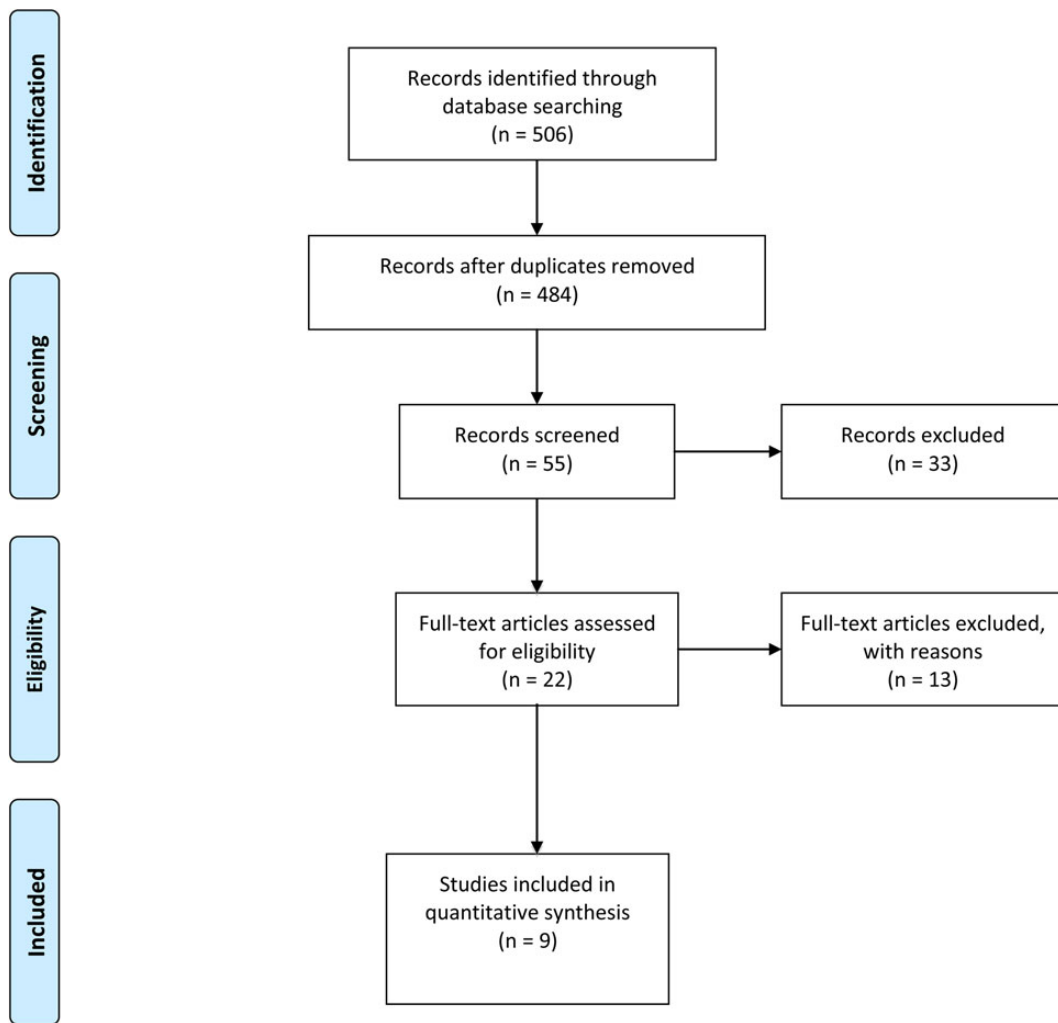 Identification
Records identified through
database searching
(n = 506)
Records after duplicates removed
(n = 484)
Screening
Records screened
(n = 55)
Records excluded
(n = 33)
Eligibility
Full-text articles assessed
for eligibility
(n = 22)
Full-text articles excluded,
with reasons
(n = 13)
Included
Studies included in
quantitative synthesis
(n = 9)